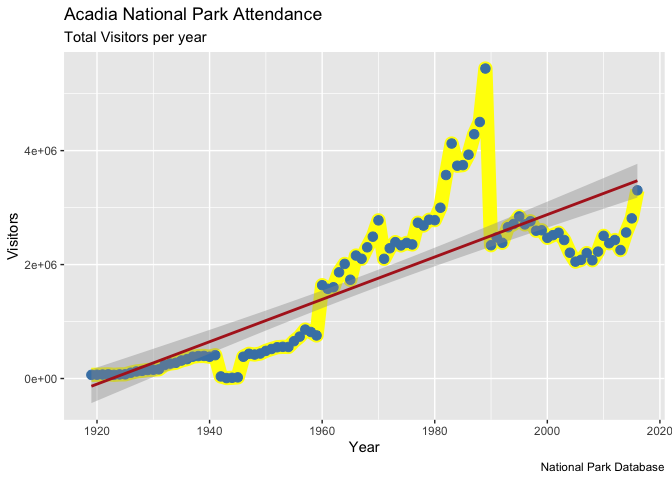 Acadia National Park Attendance
Total Visitors per year
Visitors
4e+06
2e+06
0e+00
1920 1940 1960 1980 2000 2020
Year
National Park Database